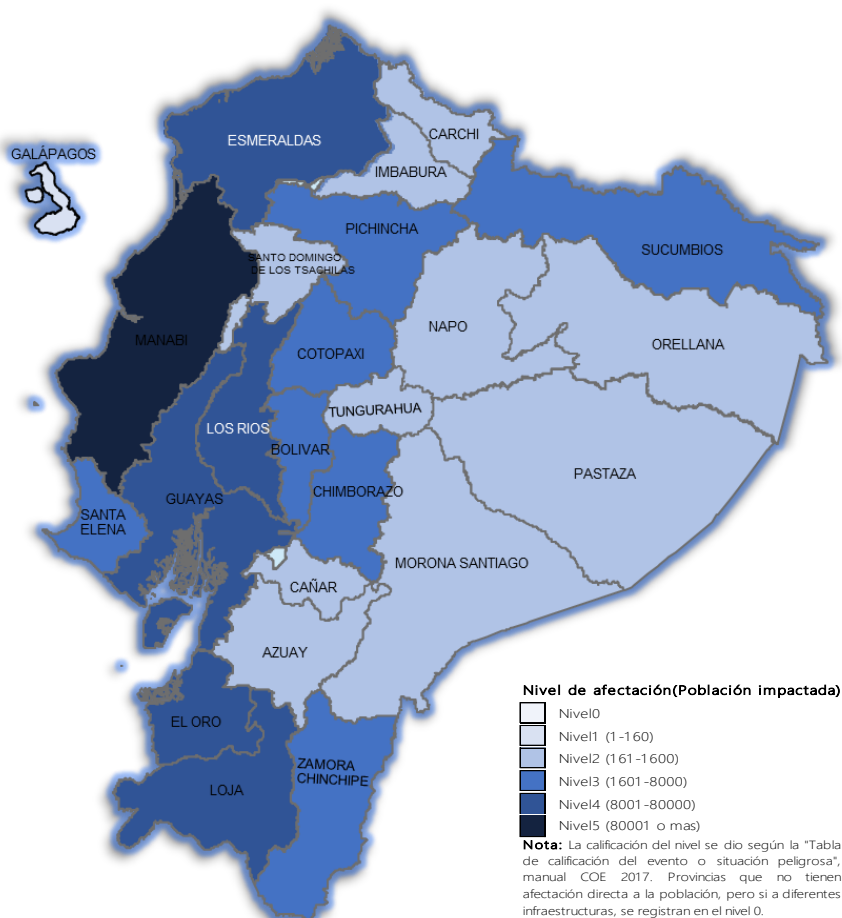 ESMERALDAS
CARCHI
GALÁPAGOS
IMBABURA
PICHINCHA
SUCUMBIOS
SANTO DOMINGO
DE LOS TSACHILAS
NAPO
MANABI
COTOPAXI
ORELLANA
TUNGURAHUA
LOS RIOS
BOLIVAR
PASTAZA
CHIMBORAZO
GUAYAS
SANTA
ELENA
MORONA SANTIAGO
CAÑAR
AZUAY
EL ORO
ZAMORA
CHINCHIPE
LOJA
Nivel de afectación(Población impactada)
Nivel0
Nivel1 (1-160)
Nivel2 (161-1600)
Nivel3 (1601-8000)
Nivel4 (8001-80000)
Nivel5 (80001 o mas)
Nota: La calificación del nivel se dio según la "Tabla
de calificación del evento o situación peligrosa",
manual COE 2017. Provincias que no tienen
afectación directa a la población, pero si a diferentes
infraestructuras, se registran en el nivel 0.